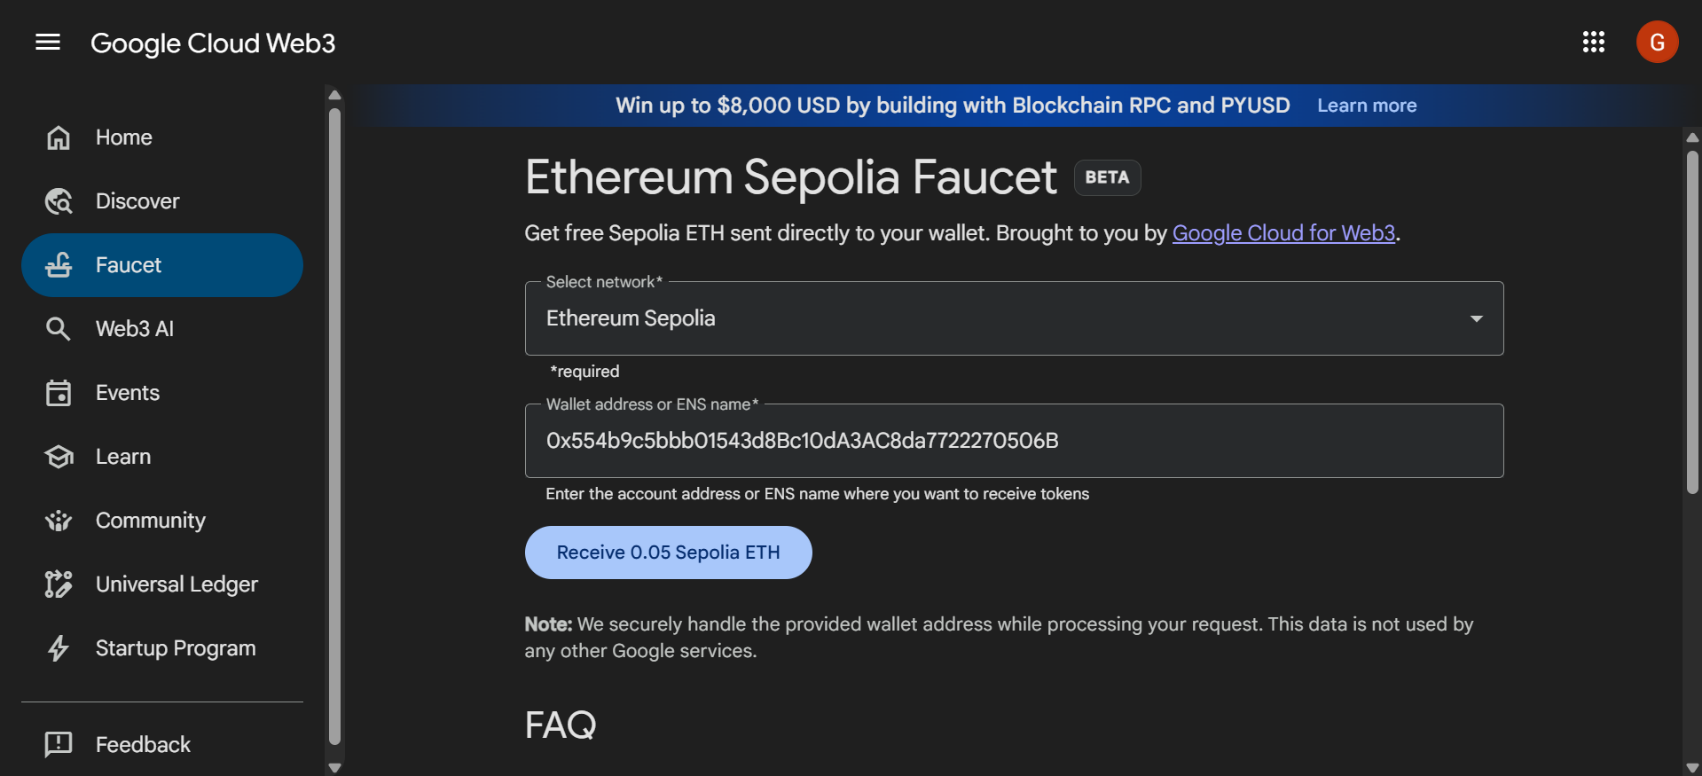 Google Cloud Web3
G
Home
Discover
Faucet
Web3 AI
Events
Learn
Community
Universal Ledger
Startup Program
Feedback
Win up to $8,000 USD by building with Blockchain RPC and PYUSD Learn more
Ethereum Sepolia Faucet BETA
Get free Sepolia ETH sent directly to your wallet. Brought to you by Google Cloud for Web3.
Select network*
Ethereum Sepolia
*required
Wallet address or ENS name*
0x554b9c5bbb01543d8Bc10dA3AC8da7722270506B
Enter the account address or ENS name where you want to receive tokens
Receive 0.05 Sepolia ETH
Note: We securely handle the provided wallet address while processing your request. This data is not used by
any other Google services.
FAQ